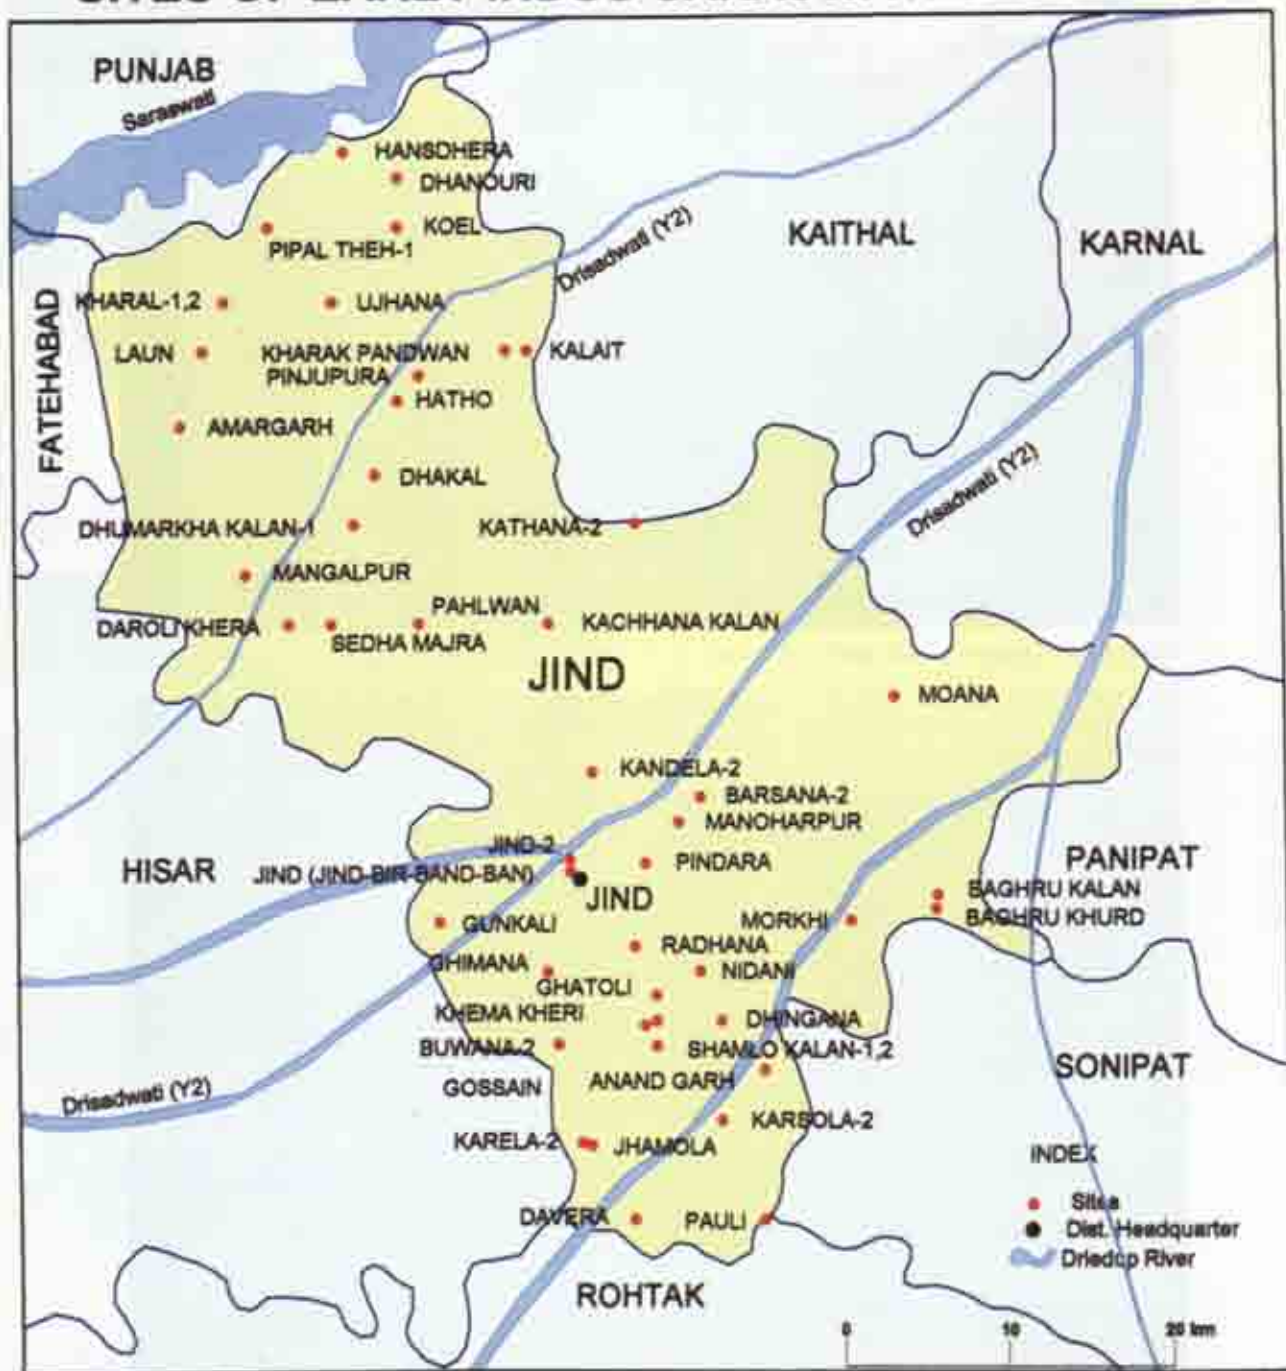 PUNJAB
Saraswati
HANSDHERA
DHANOURI
KOEL
PIPAL THEH-1
KAITHAL
KARNAL
Drisadwati (Y2)
FATEHABAD
KHARAL-1,2
UJHANA
LAUN
KHARAK PANDWAN
KALAIT
PINJUPURA
HATHO
AMARGARH
DHAKAL
DHUMARKHA KALAN-1
KATHANA-2
Drisadwati (Y2)
MANGALPUR
PAHLWAN
DAROLI KHERA
SEDHA MAJRA
KACHHANA KALAN
JIND
MOANA
KANDELA-2
BARSANA-2
MANOHARPUR
JIND-2
PINDARA
HISAR
JIND (JIND-BIR-BAND-BAN)
JIND
PANIPAT
BAGHRU KALAN
BAGHRU KHURD
GUNKALI
MORKHI
RADHANA
GHIMANA
NIDANI
GHATOLI
KHEMA KHERI
DHINGANA
BUWANA-2
SHAMLO KALAN-1,2
SONIPAT
ANAND GARH
GOSSAIN
Drisadwati (Y2)
KARSOLA-2
KARELA-2
JHAMOLA
INDEX
Sites
Dist. Headquarter
Driedup River
DAVERA
PAULI
ROHTAK
0 10 20 km